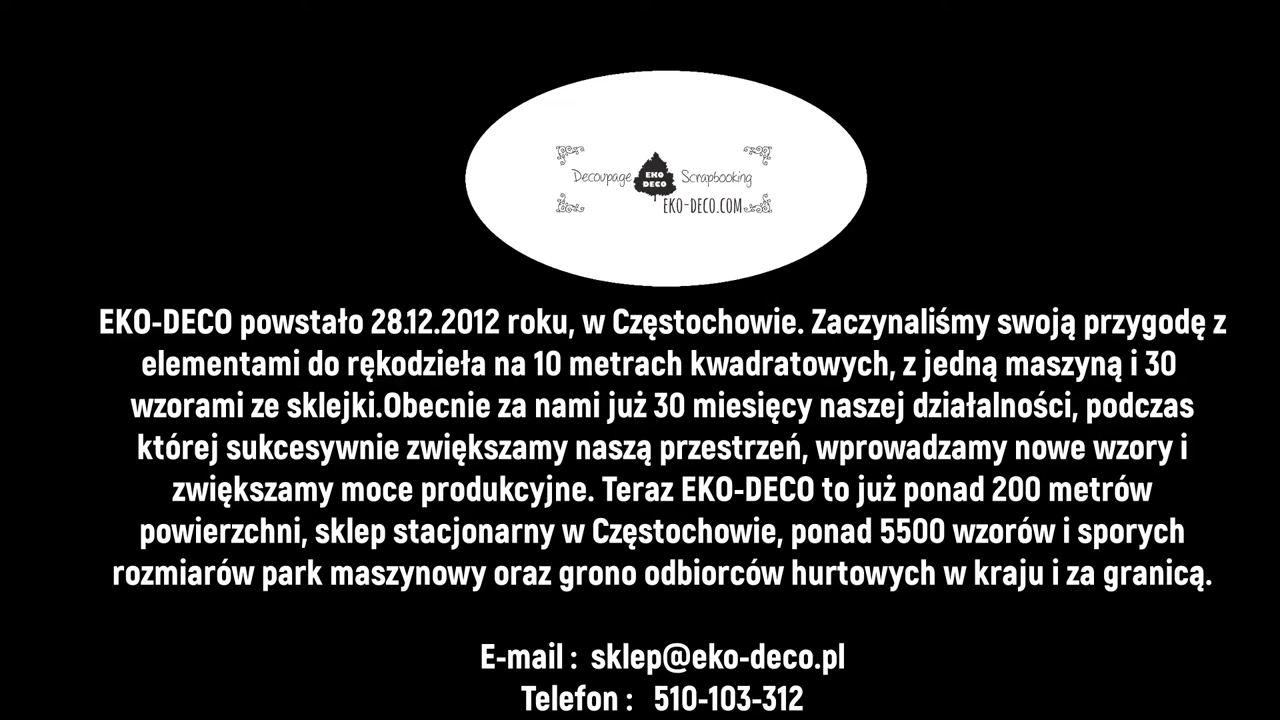 Decoupage EKO DECO Scrapbooking
EKO-DECO.COM
EKO-DECO powstało 28.12.2012 roku, w Częstochowie. Zaczynaliśmy swoją przygodę z
elementami do rękodzieła na 10 metrach kwadratowych, z jedną maszyną i 30
wzorami ze sklejki.Obecnie za nami już 30 miesięcy naszej działalności, podczas
której sukcesywnie zwiększamy naszą przestrzeń, wprowadzamy nowe wzory i
zwiększamy moce produkcyjne. Teraz EKO-DECO to już ponad 200 metrów
powierzchni, sklep stacjonarny w Częstochowie, ponad 5500 wzorów i sporych
rozmiarów park maszynowy oraz grono odbiorców hurtowych w kraju i za granicą.
E-mail : sklep@eko-deco.pl
Telefon : 510-103-312